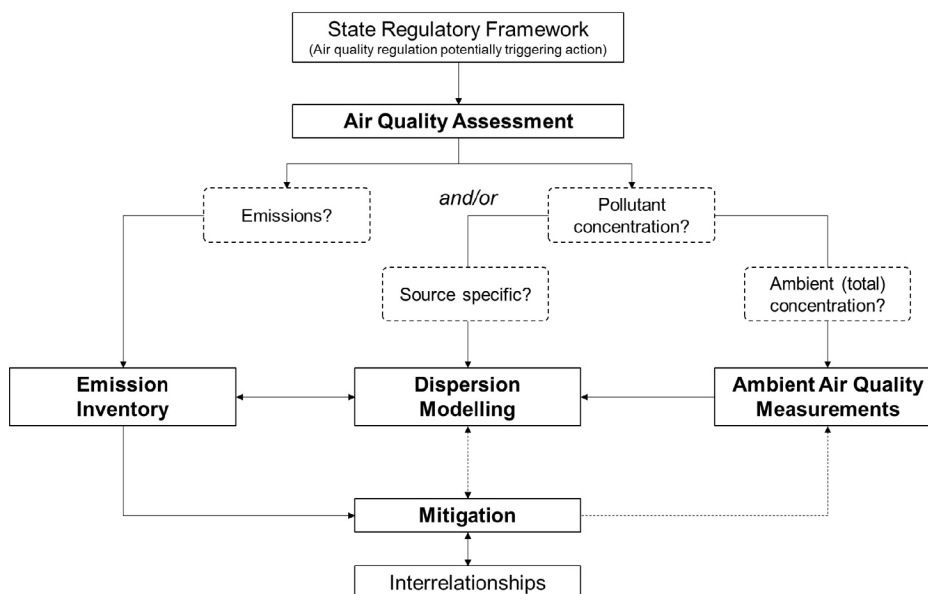 State Regulatory Framework
(Air quality regulation potentially triggering action)
Air Quality Assessment
and/or
Emissions?
Pollutant
concentration?
Source specific?
Ambient (total)
concentration?
Emission
Inventory
Dispersion
Modelling
Ambient Air Quality
Measurements
Mitigation
Interrelationships